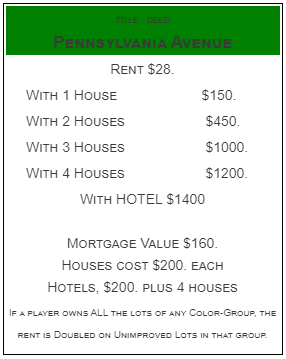 TITLE DEED
PENNSYLVANIA AVENUE
RENT $28.
WITH 1 HOUSE $150.
WITH 2 HOUSES $450.
WITH 3 HOUSES $1000.
WITH 4 HOUSES $1200.
WITH HOTEL $1400
MORTGAGE VALUE $160.
HOUSES COST $200. EACH
HOTELS, $200. PLUS 4 HOUSES
IF A PLAYER OWNS ALL THE LOTS OF ANY COLOR-GROUP, THE
RENT IS DOUBLED ON UNIMPROVED LOTS IN THAT GROUP.